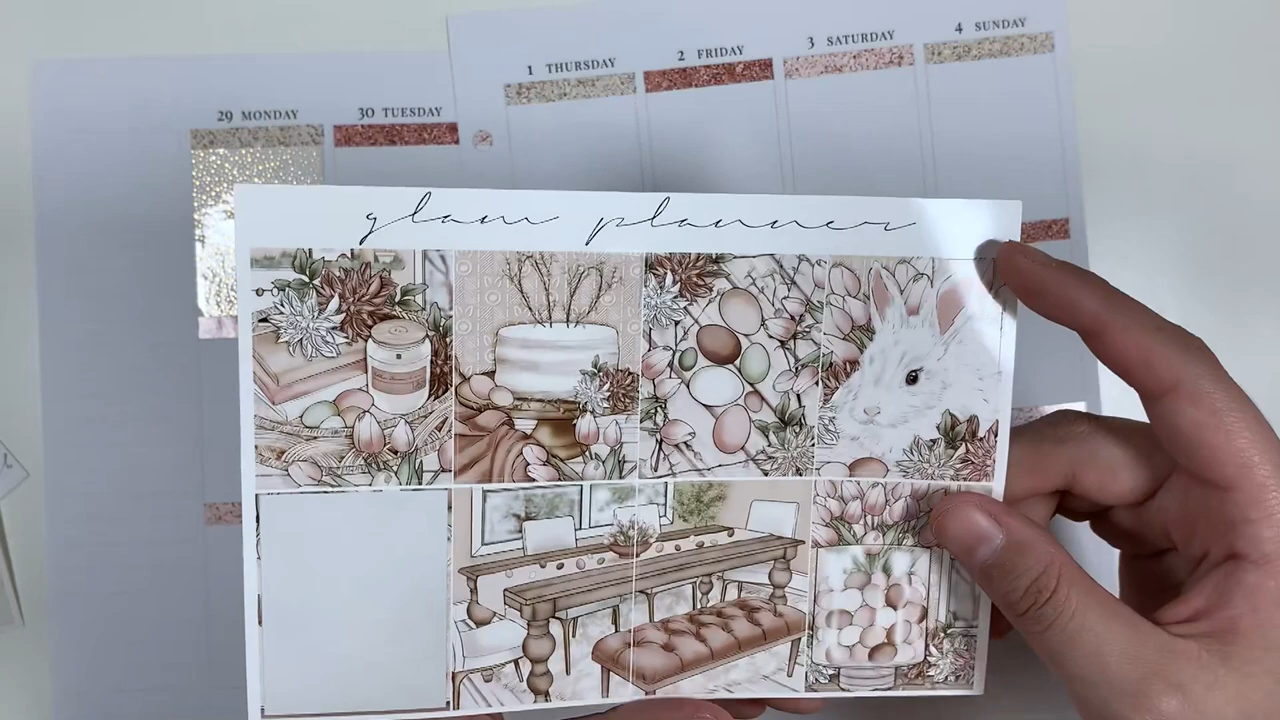 29 MONDAY
30 TUESDAY
1 THURSDAY
2 FRIDAY
3 SATURDAY
4 SUNDAY
glam planner